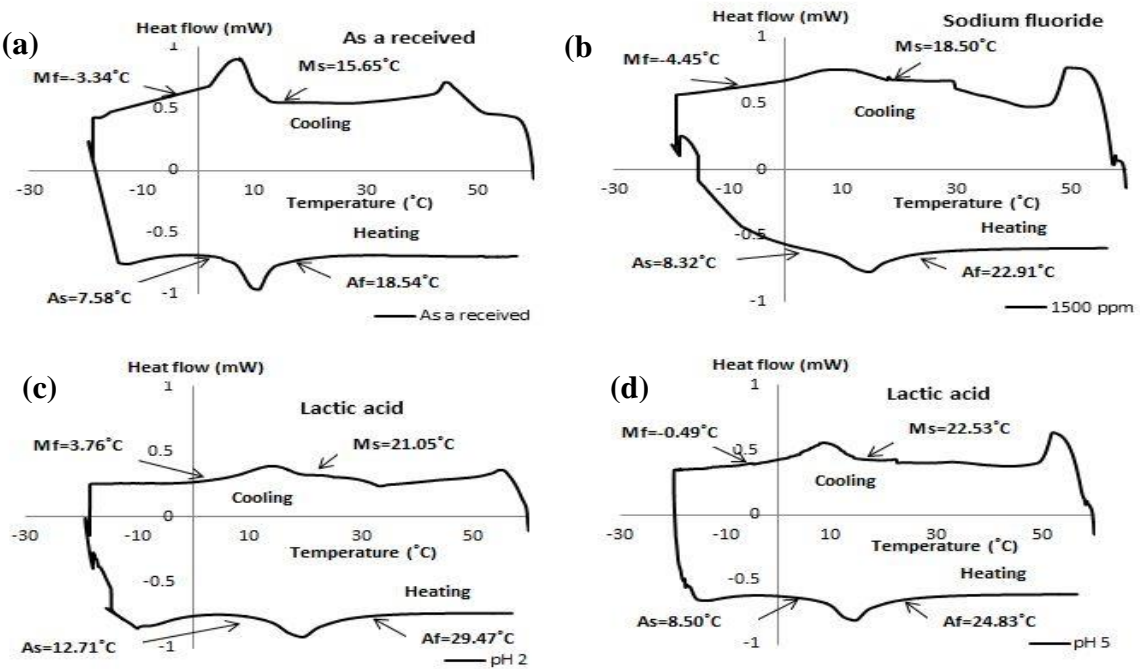 (a)
Heat flow (mW)
As a received
1
Mf=-3.34˚C
Ms=15.65˚C
0.5
Cooling
0
-30
-10
10
30
50
Temperature (˚C)
-0.5
Heating
As=7.58˚C
Af=18.54˚C
-1
As a received
(b)
Heat flow (mW)
Sodium fluoride
1
Mf=-4.45˚C
Ms=18.50˚C
0.5
Cooling
0
-30
-10
10
30
50
Temperature (˚C)
-0.5
Heating
As=8.32˚C
Af=22.91˚C
-1
1500 ppm
(c)
Heat flow (mW)
1
Lactic acid
Mf=3.76˚C
Ms=21.05˚C
0.5
Cooling
0
-30
-10
10
30
50
Temperature (˚C)
-0.5
Heating
As=12.71˚C
Af=29.47˚C
-1
pH 2
(d)
Heat flow (mW)
1
Lactic acid
Mf=-0.49˚C
Ms=22.53˚C
0.5
Cooling
0
-30
-10
10
30
50
Temperature (˚C)
-0.5
Heating
As=8.50˚C
Af=24.83˚C
-1
pH 5